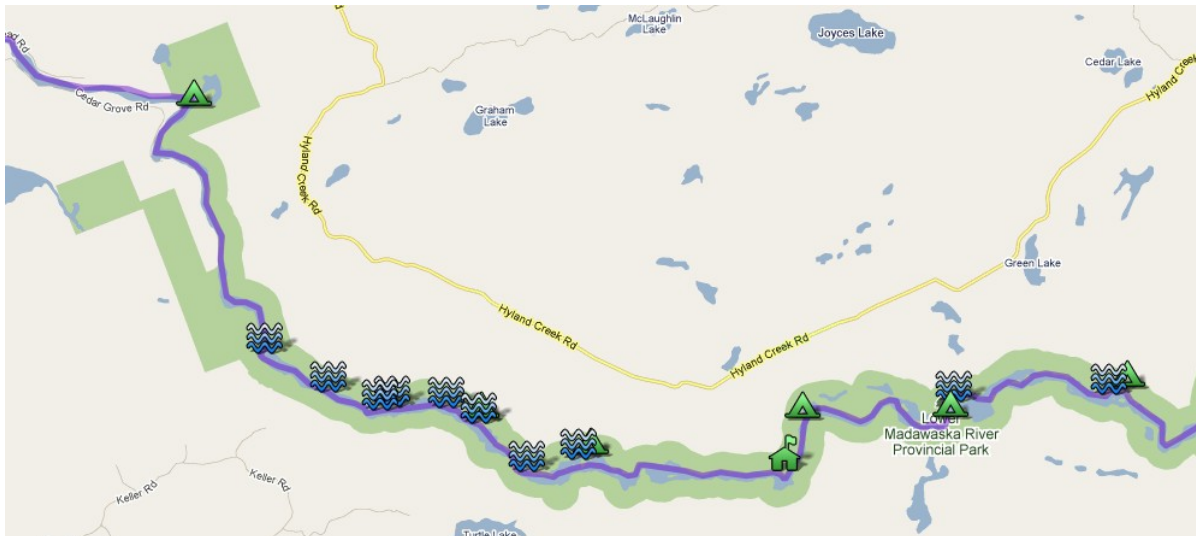 McLaughlin
Lake
Joyces Lake
Cedar Lake
Hyland Creek
Cedar Grove Rd
Graham
Lake
Hyland Creek Rd
Green Lake
Hyland Creek Rd
Hyland Creek Rd
Lower
Madawaska River
Provincial Park
Keller Rd
Keller Rd
Turtle Lake